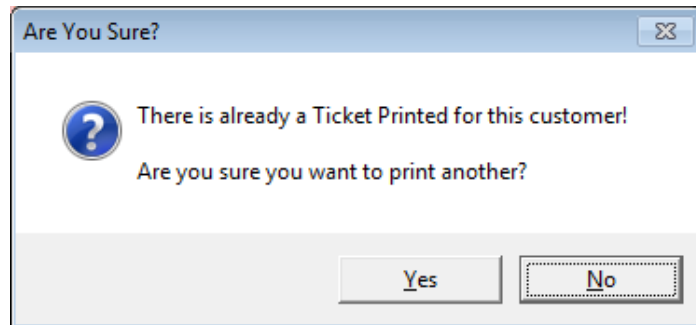 Are You Sure?
There is already a Ticket Printed for this customer!
Are you sure you want to print another?
Yes
No